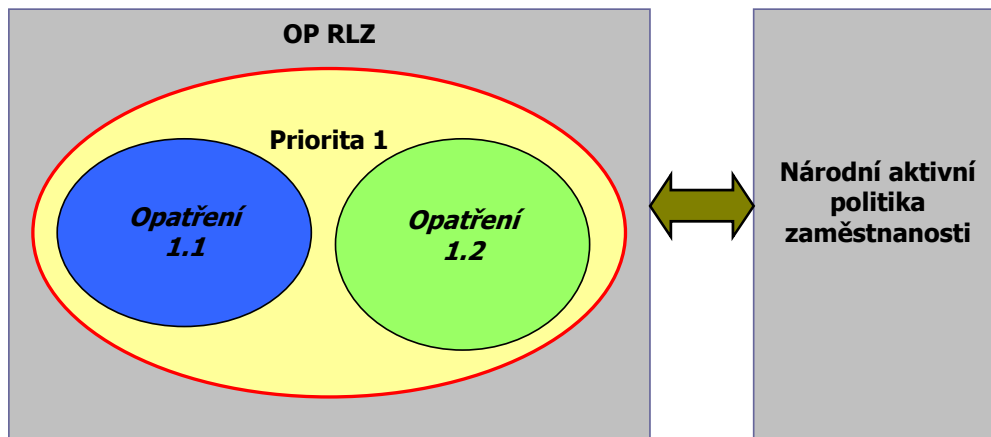 OP RLZ
Priorita 1
Opatření
1.1
Opatření
1.2
Národní aktivní
politika
zaměstnanosti